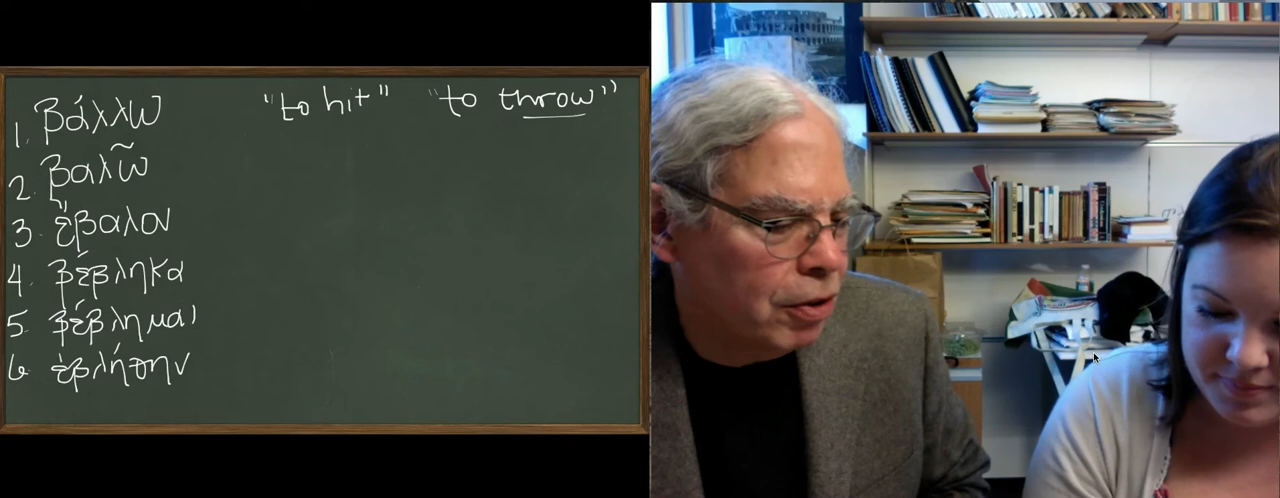 1. βάλλω "to hit" "to throw"
2. βαλῶ
3. ἔβαλον
4. βέβληκα
5. βέβλημαι
6 ἐβλήθην